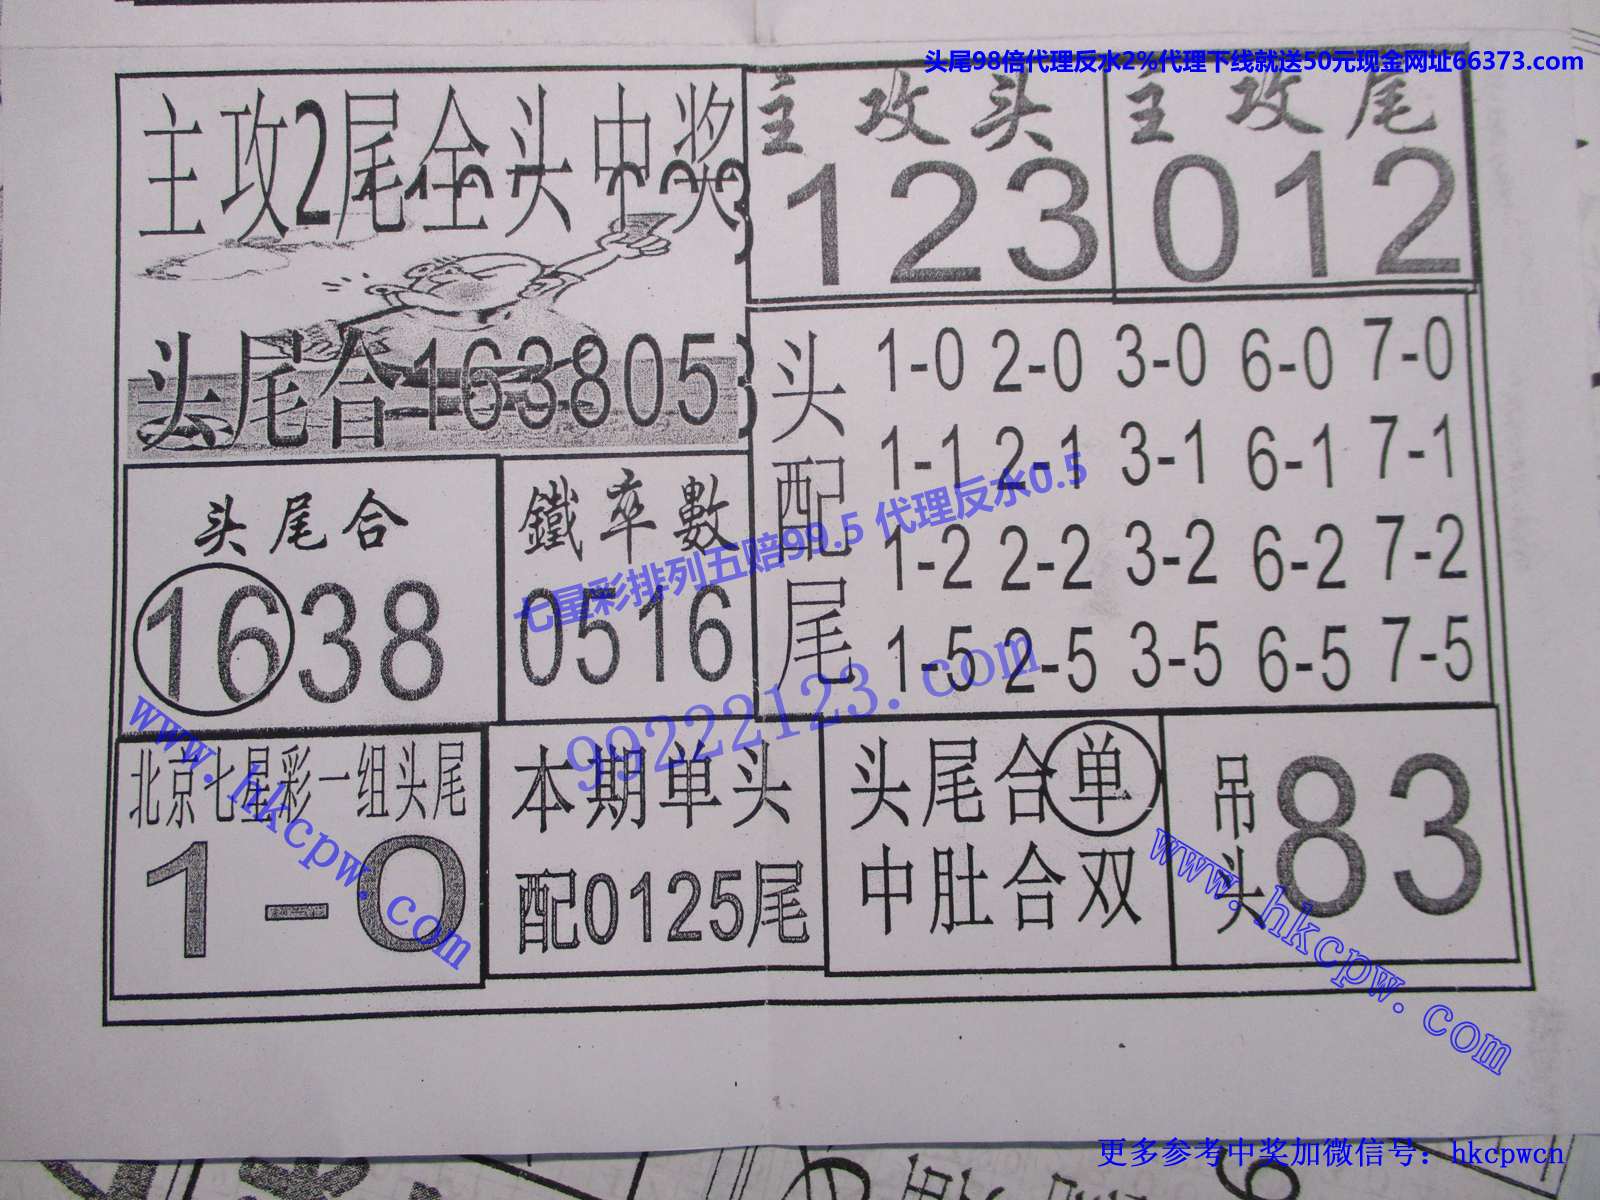 头尾98倍代理反水2%代理下线就送50元现金网址66373.com
主攻2尾全头中奖
主攻头
123
主攻尾
012
头尾合163805
头配尾
1-0 2-0 3-0 6-0 7-0
1-1 2-1 3-1 6-1 7-1
1-2 2-2 3-2 6-2 7-2
1-5 2-5 3-5 6-5 7-5
头尾合
1638
鐵率數
0516
七星彩排列五赔99.5 代理反水0.5
99222123.com
www.hkcpw.com
北京七星彩一组头尾
1-0
本期单头
配0125尾
头尾合单
中肚合双
吊头
83
www.hkcpw.com
更多参考中奖加微信号：hkcpwcn